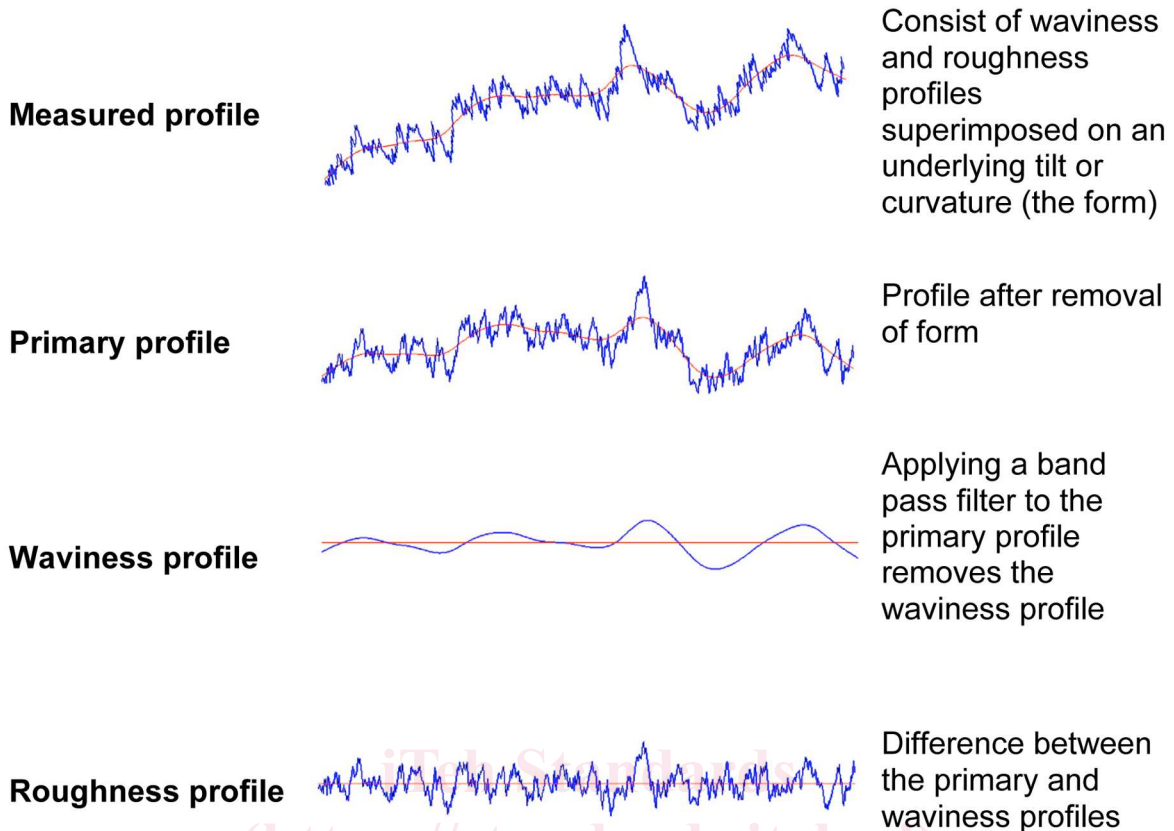 Measured profile
Consist of waviness
and roughness
profiles
superimposed on an
underlying tilt or
curvature (the form)
Primary profile
Profile after removal
of form
Waviness profile
Applying a band
pass filter to the
primary profile
removes the
waviness profile
Roughness profile
Difference between
the primary and
waviness profiles
iTeh Standards